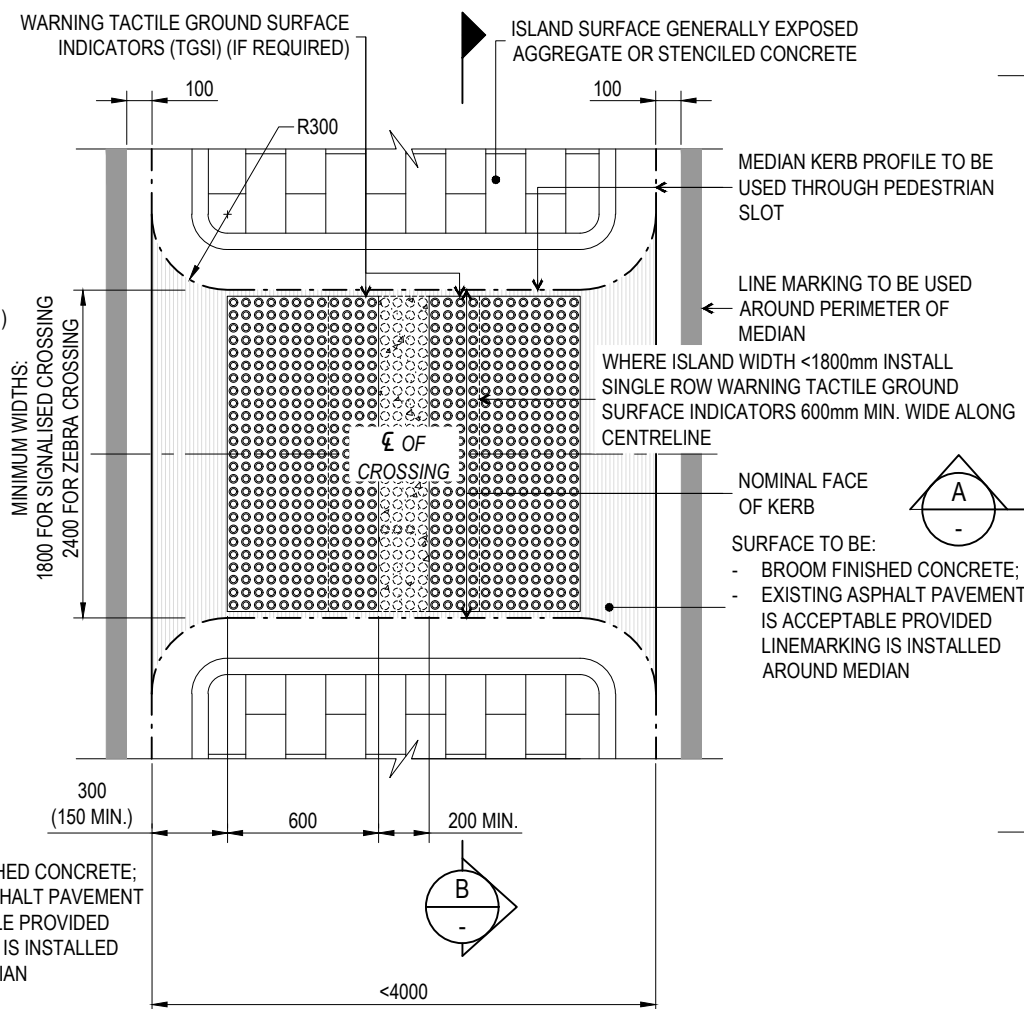 WARNING TACTILE GROUND SURFACE
INDICATORS (TGSI) (IF REQUIRED)
ISLAND SURFACE GENERALLY EXPOSED
AGGREGATE OR STENCILED CONCRETE
100
100
R300
MEDIAN KERB PROFILE TO BE
USED THROUGH PEDESTRIAN
SLOT
LINE MARKING TO BE USED
AROUND PERIMETER OF
MEDIAN
)
MINIMUM WIDTHS:
1800 FOR SIGNALISED CROSSING
2400 FOR ZEBRA CROSSING
WHERE ISLAND WIDTH <1800mm INSTALL
SINGLE ROW WARNING TACTILE GROUND
SURFACE INDICATORS 600mm MIN. WIDE ALONG
CENTRELINE
℄ OF
CROSSING
NOMINAL FACE
OF KERB
A
-
SURFACE TO BE:
- BROOM FINISHED CONCRETE;
- EXISTING ASPHALT PAVEMENT
IS ACCEPTABLE PROVIDED
LINEMARKING IS INSTALLED
AROUND MEDIAN
300
(150 MIN.)
600
200 MIN.
HED CONCRETE;
HALT PAVEMENT
LE PROVIDED
IS INSTALLED
IAN
B
-
<4000